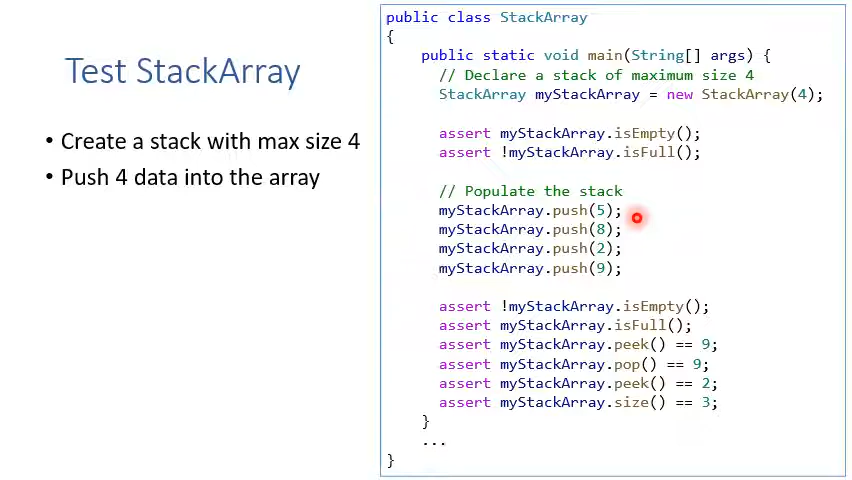 Test StackArray
• Create a stack with max size 4
• Push 4 data into the array
public class StackArray
{
public static void main(String[] args) {
// Declare a stack of maximum size 4
StackArray myStackArray = new StackArray(4);
assert myStackArray.isEmpty();
assert !myStackArray.isFull();
// Populate the stack
myStackArray.push(5);
myStackArray.push(8);
myStackArray.push(2);
myStackArray.push(9);
assert !myStackArray.isEmpty();
assert myStackArray.isFull();
assert myStackArray.peek() == 9;
assert myStackArray.pop() == 9;
assert myStackArray.peek() == 2;
assert myStackArray.size() == 3;
}
...
}